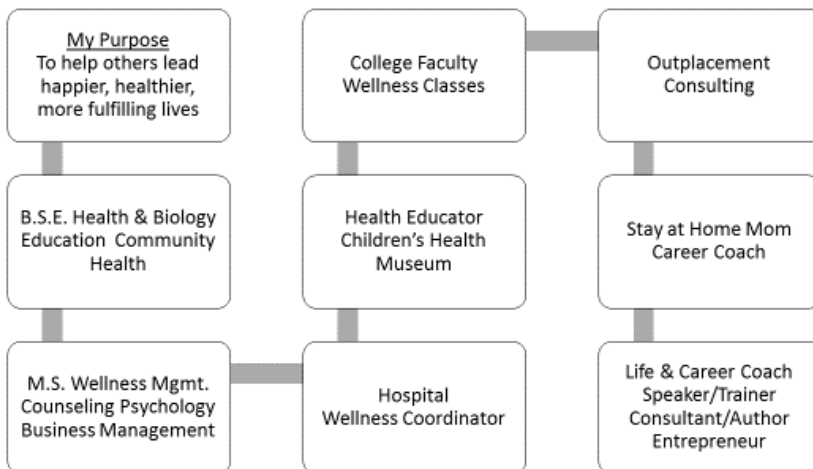 My Purpose
To help others lead
happier, healthier,
more fulfilling lives
B.S.E. Health & Biology
Education Community
Health
M.S. Wellness Mgmt.
Counseling Psychology
Business Management
Hospital
Wellness Coordinator
Health Educator
Children's Health
Museum
College Faculty
Wellness Classes
Outplacement
Consulting
Stay at Home Mom
Career Coach
Life & Career Coach
Speaker/Trainer
Consultant/Author
Entrepreneur